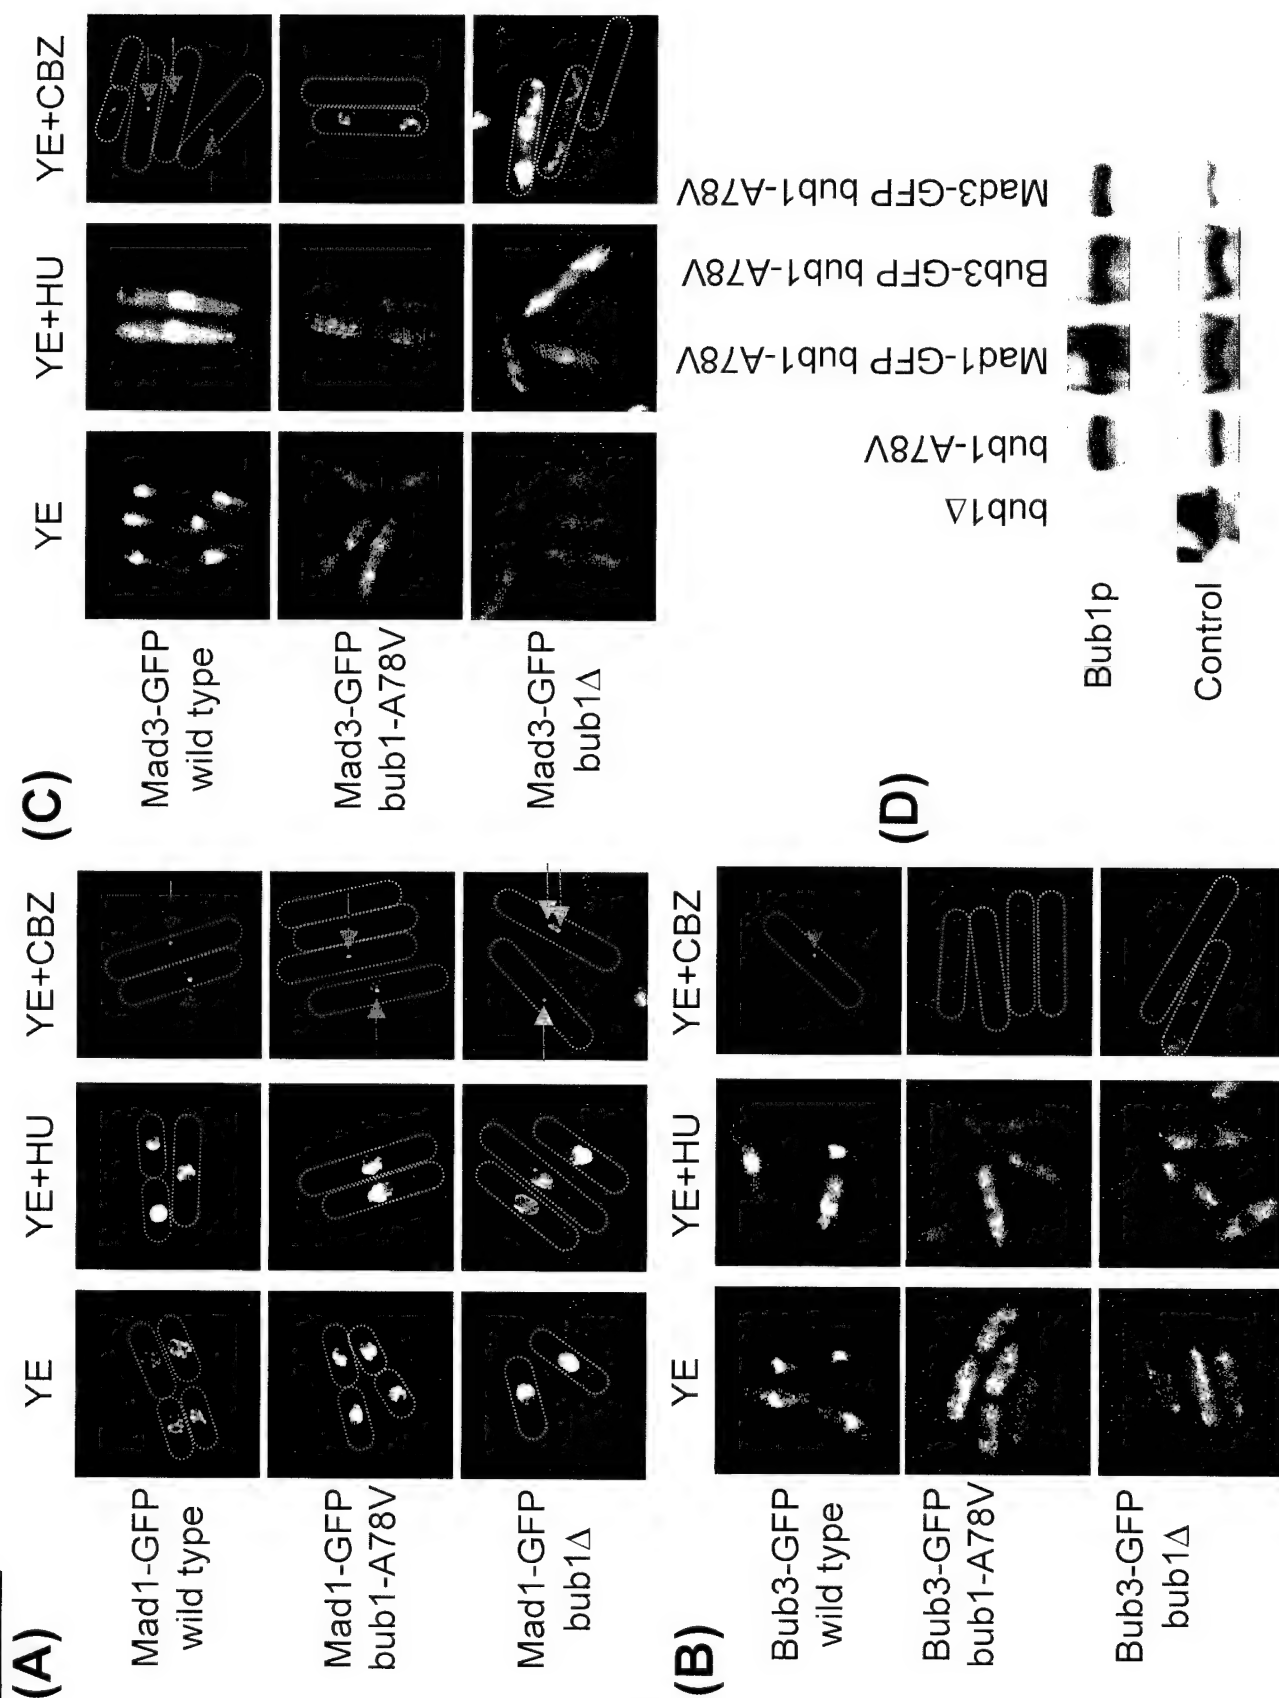 (A)
YE
YE+HU
YE+CBZ
Mad1-GFP
wild type
Mad1-GFP
bub1-A78V
Mad1-GFP
bub1Δ
(B)
YE
YE+HU
YE+CBZ
Bub3-GFP
wild type
Bub3-GFP
bub1-A78V
Bub3-GFP
bub1Δ
(C)
YE
YE+HU
YE+CBZ
Mad3-GFP
wild type
Mad3-GFP
bub1-A78V
Mad3-GFP
bub1Δ
(D)
bub1Δ
bub1-A78V
Mad1-GFP bub1-A78V
Bub3-GFP bub1-A78V
Mad3-GFP bub1-A78V
Bub1p
Control